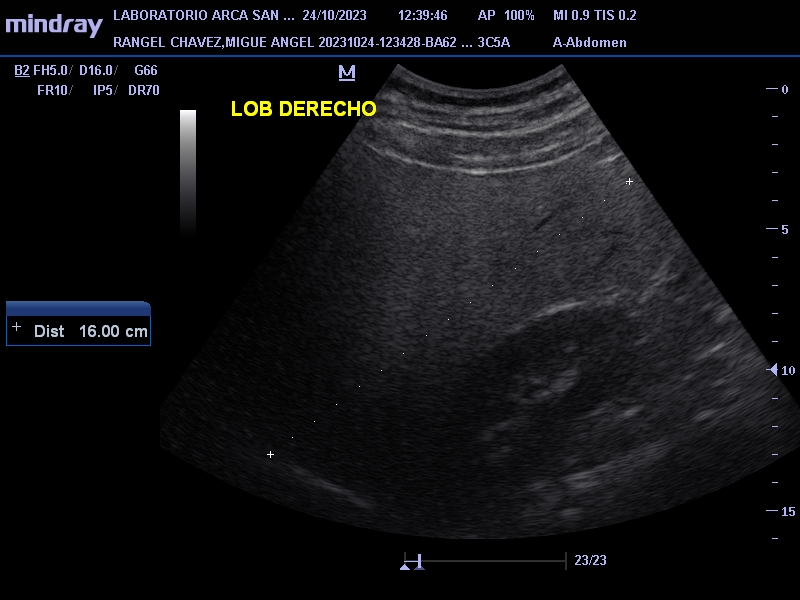 mindray
LABORATORIO ARCA SAN ... 24/10/2023 12:39:46 AP 100% MI 0.9 TIS 0.2
RANGEL CHAVEZ,MIGUE ANGEL 20231024-123428-BA62 ... 3C5A A-Abdomen
B2 FH5.0/ D16.0/ G66
FR10/ IP5/ DR70
M
LOB DERECHO
0
5
+ Dist 16.00 cm
10
15
23/23